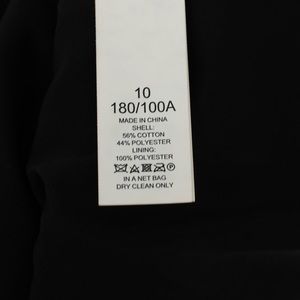 10
180/100A
MADE IN CHINA
SHELL:
56% COTTON
44% POLYESTER
LINING:
100% POLYESTER
IN A NET BAG
DRY CLEAN ONLY